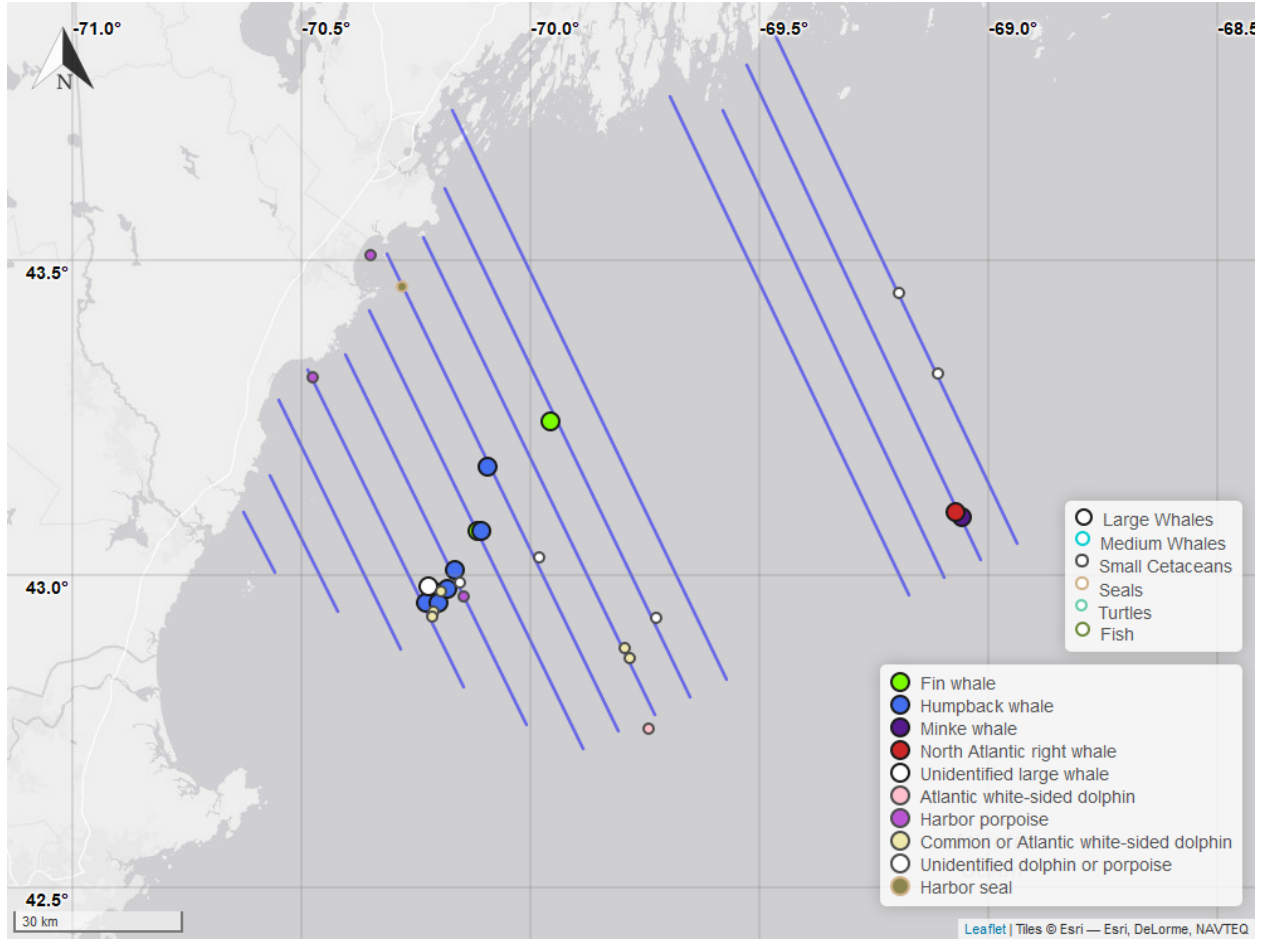 -71.0°
-70.5°
-70.0°
-69.5°
-69.0°
-68.5
N
43.5°
43.0°
42.5°
Large Whales
Medium Whales
Small Cetaceans
Seals
Turtles
Fish
Fin whale
Humpback whale
Minke whale
North Atlantic right whale
Unidentified large whale
Atlantic white-sided dolphin
Harbor porpoise
Common or Atlantic white-sided dolphin
Unidentified dolphin or porpoise
Harbor seal
30 km
Leaflet | Tiles © Esri — Esri, DeLorme, NAVTEQ